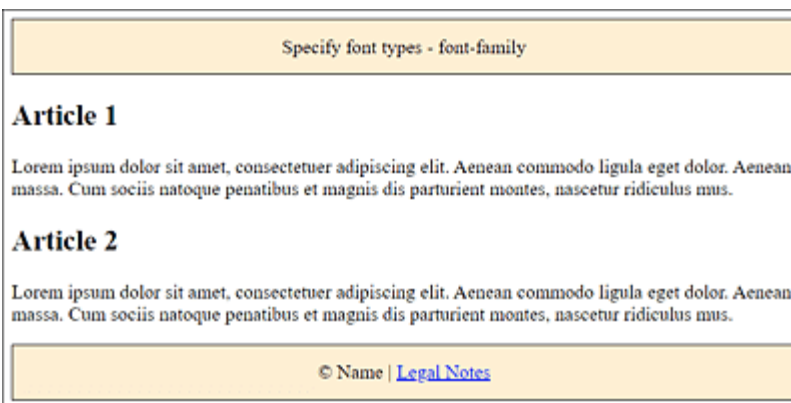 Specify font types - font-family
Article 1
Lorem ipsum dolor sit amet, consectetuer adipiscing elit. Aenean commodo ligula eget dolor. Aenean
massa. Cum sociis natoque penatibus et magnis dis parturient montes, nascetur ridiculus mus.
Article 2
Lorem ipsum dolor sit amet, consectetuer adipiscing elit. Aenean commodo ligula eget dolor. Aenean
massa. Cum sociis natoque penatibus et magnis dis parturient montes, nascetur ridiculus mus.
© Name | Legal Notes